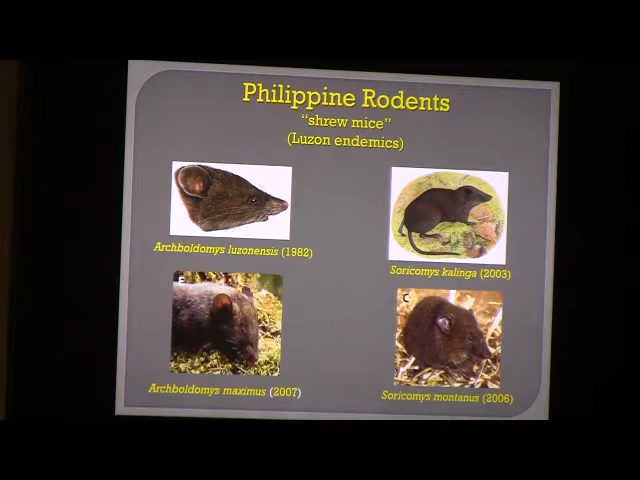 Philippine Rodents
"shrew mice"
(Luzon endemics)
Archboldomys luzonensis (1982)
Soricomys kalinga (2003)
E
C
Archboldomys maximus (2007)
Soricomys montanus (2006)